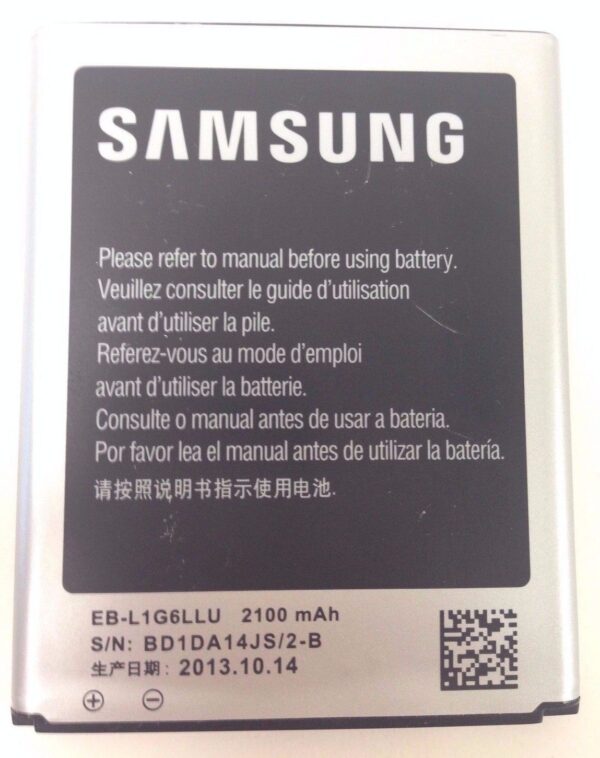 SAMSUNG
Please refer to manual before using battery.
Veuillez consulter le guide d'utilisation
avant d'utiliser la pile.
Referez-vous au mode d'emploi
avant d'utiliser la batterie.
Consulte o manual antes de usar a bateria.
Por favor lea el manual antes de utilizar la batería.
请按照说明书指示使用电池.
EB-L1G6LLU 2100 mAh
S/N: BD1DA14JS/2-B
生产日期: 2013.10.14
+ −